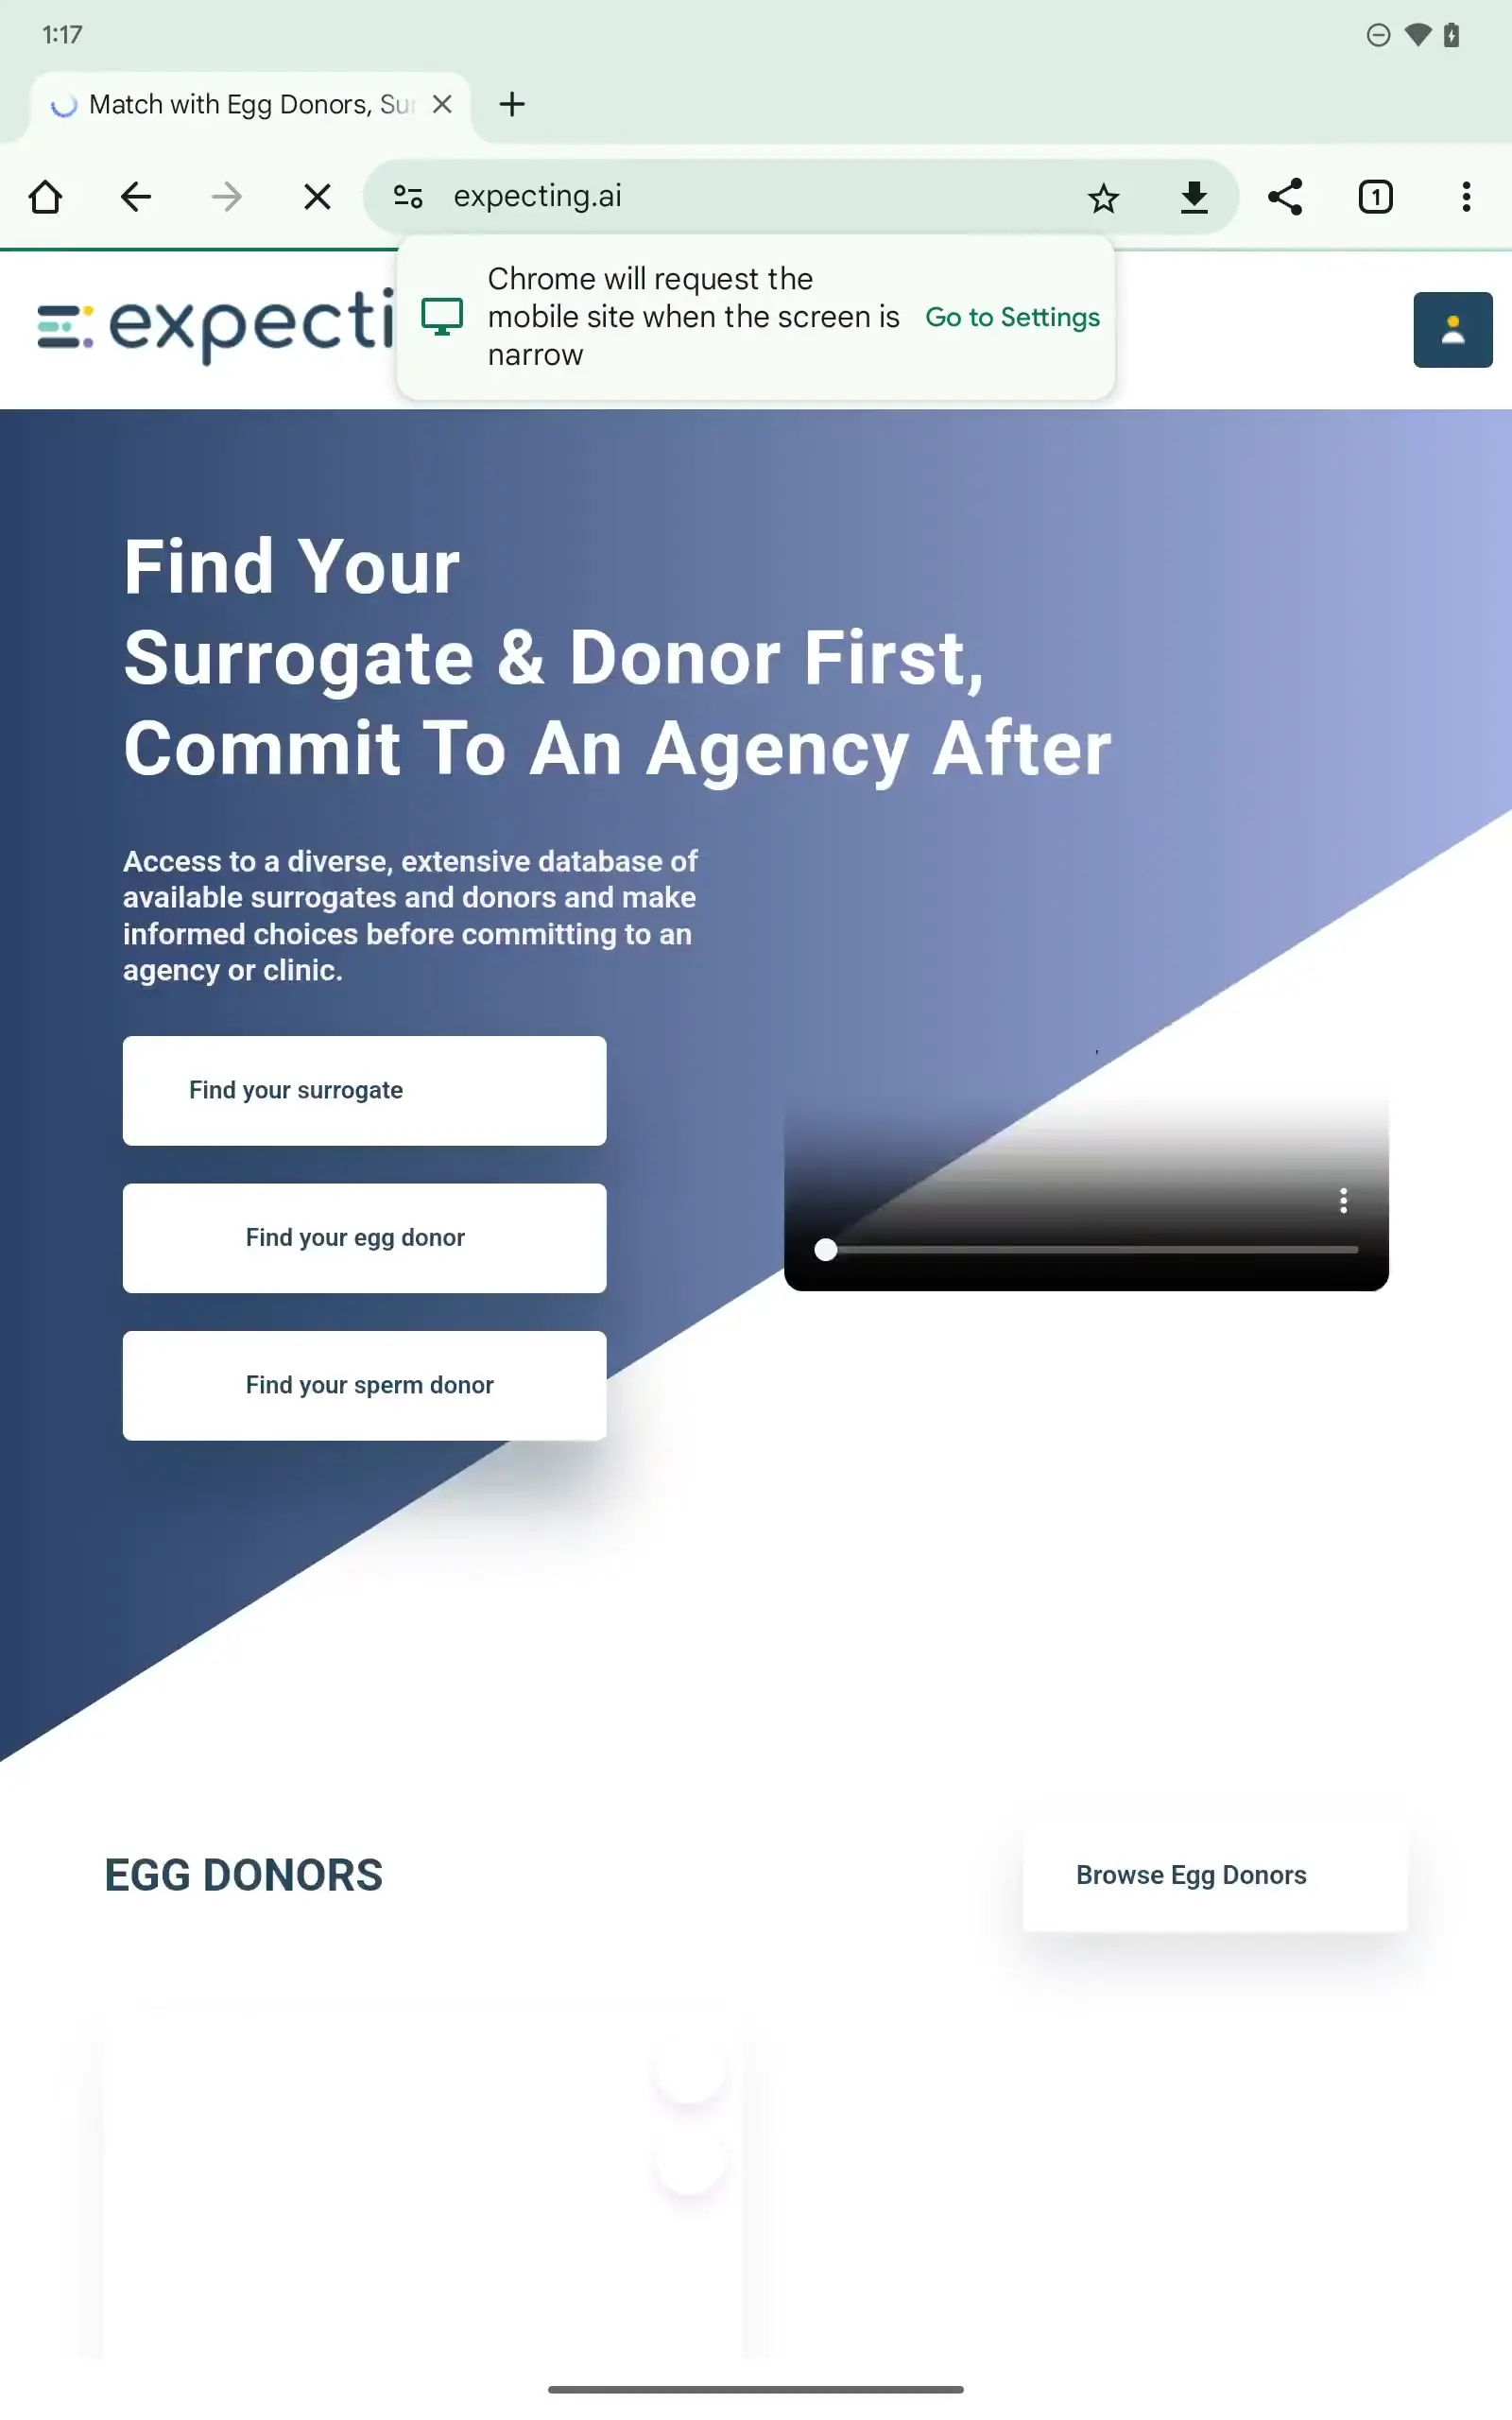 1:17
Match with Egg Donors, Sur
expecting.ai
1
Chrome will request the
mobile site when the screen is
narrow
Go to Settings
expecti
Find Your
Surrogate & Donor First,
Commit To An Agency After
Access to a diverse, extensive database of
available surrogates and donors and make
informed choices before committing to an
agency or clinic.
Find your surrogate
Find your egg donor
Find your sperm donor
EGG DONORS
Browse Egg Donors